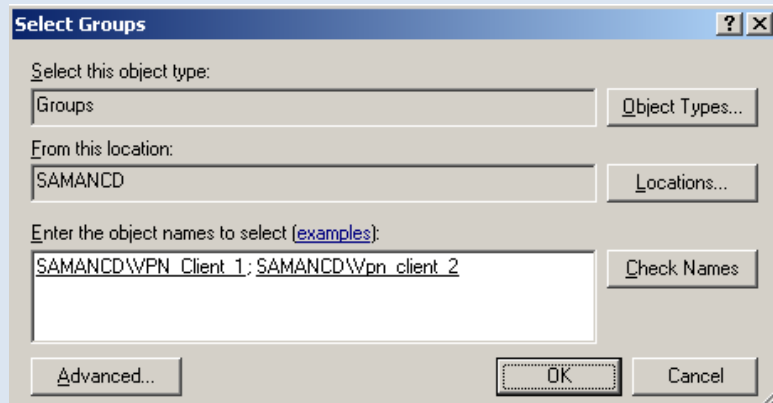 Select Groups
Select this object type:
Groups
Object Types...
From this location:
SAMANCD
Locations...
Enter the object names to select (examples):
SAMANCD\VPN_Client_1; SAMANCD\Vpn_client_2
Check Names
Advanced...
OK
Cancel